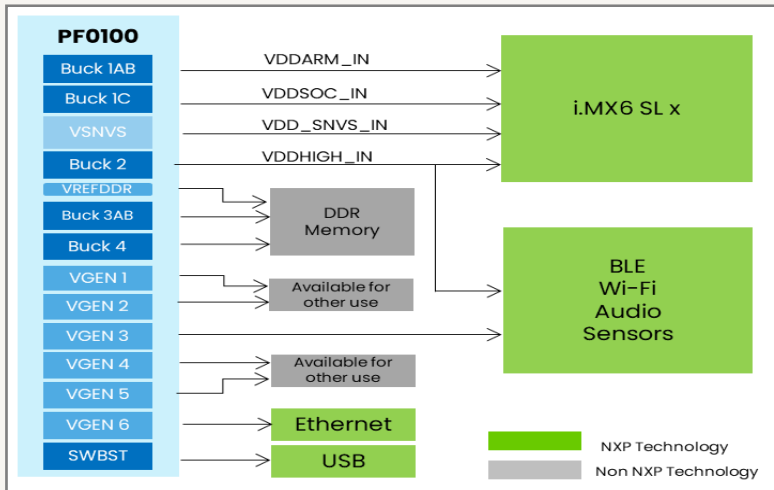 PF0100
Buck 1AB
VDDARM_IN
Buck 1C
VDDSOC_IN
VSNVS
VDD_SNVS_IN
Buck 2
VDDHIGH_IN
i.MX6 SL x
VREFDDR
Buck 3AB
Buck 4
DDR
Memory
VGEN 1
VGEN 2
Available for
other use
VGEN 3
BLE
Wi-Fi
Audio
Sensors
VGEN 4
VGEN 5
Available for
other use
VGEN 6
Ethernet
SWBST
USB
NXP Technology
Non NXP Technology